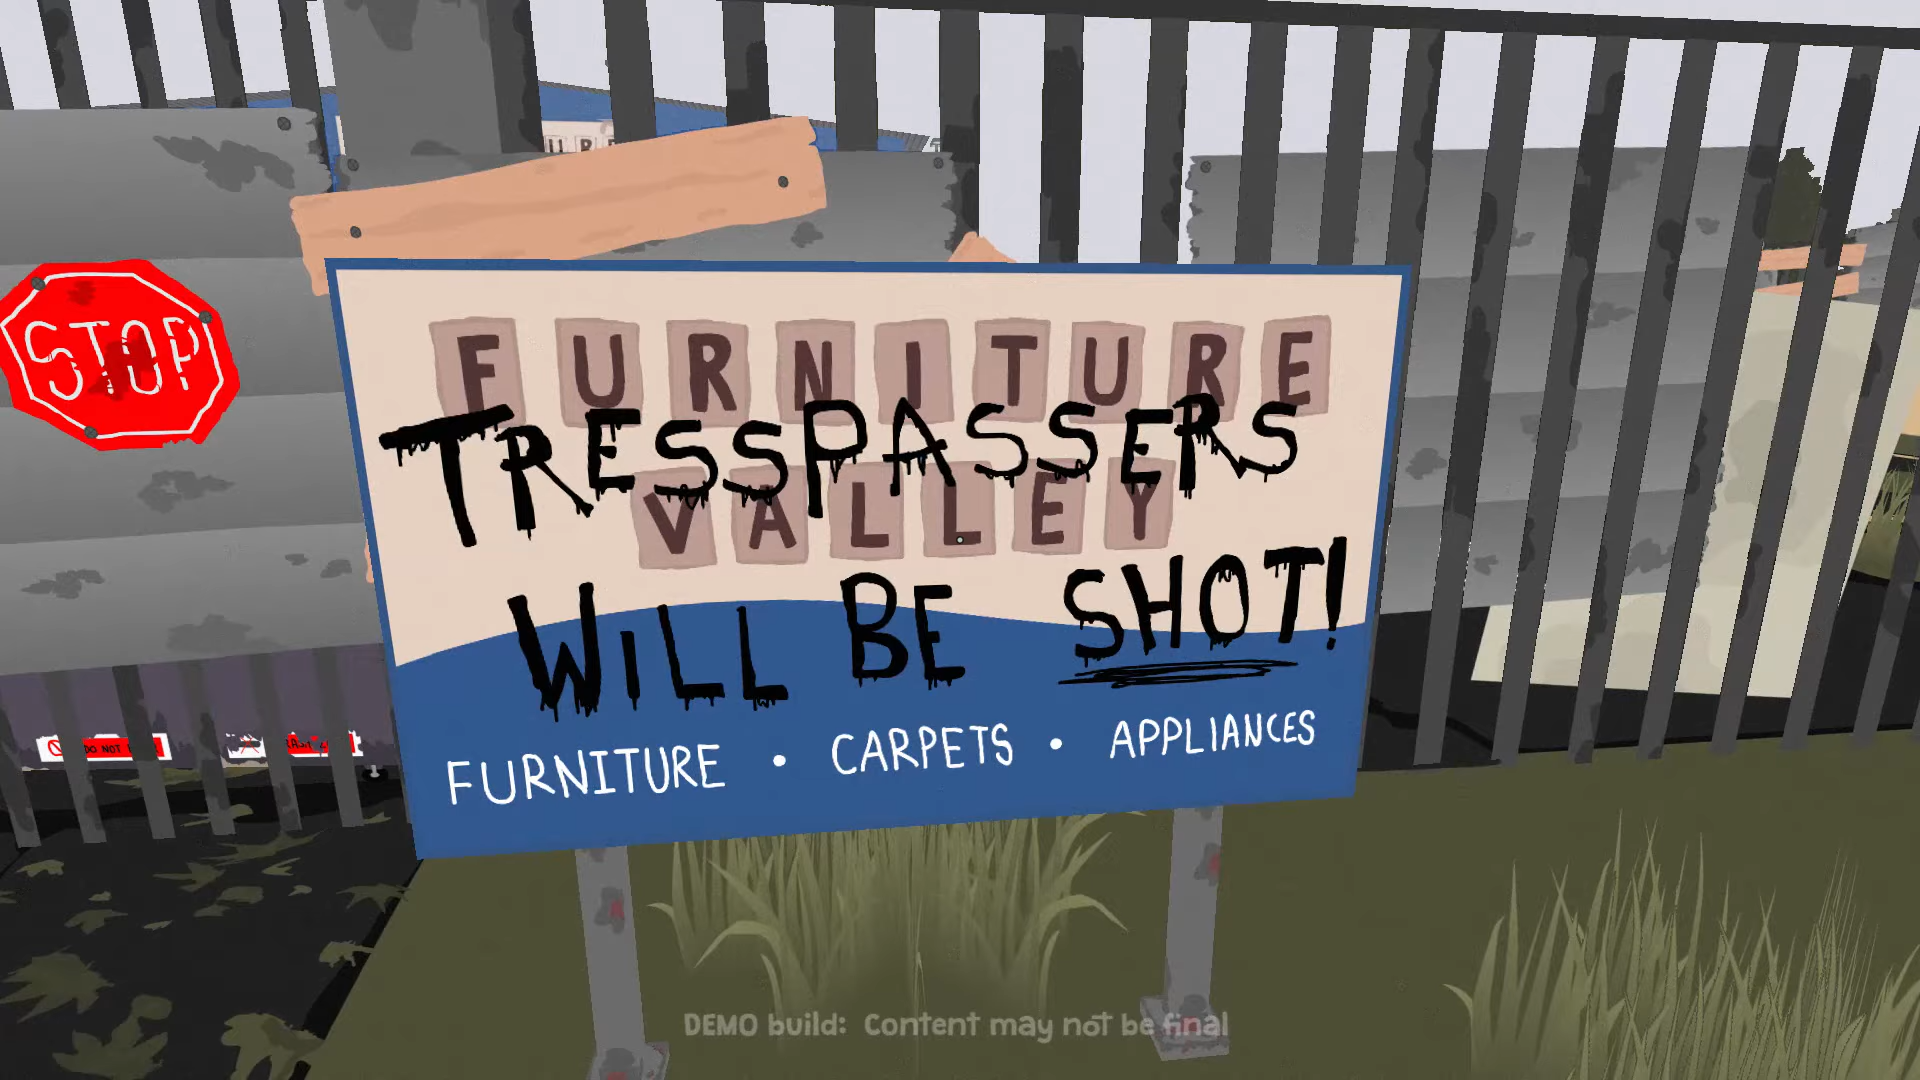 STOP
FURNITURE
TRESSPASSERS
VALLEY
WILL BE SHOT!
FURNITURE • CARPETS • APPLIANCES
DO NOT
DEMO build: Content may not be final